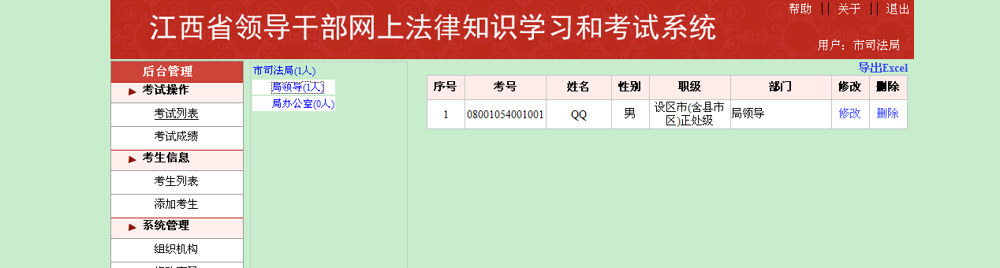 帮助 || 关于 || 退出
江西省领导干部网上法律知识学习和考试系统
用户：市司法局
后台管理
考试操作
考试列表
考试成绩
考生信息
考生列表
添加考生
系统管理
组织机构
市司法局(1人)
局领导(1人)
局办公室(0人)
导出Excel
序号 考号 姓名 性别 职级 部门 修改 删除
1 08001054001001 QQ 男 设区市(含县市区)正处级 局领导 修改 删除